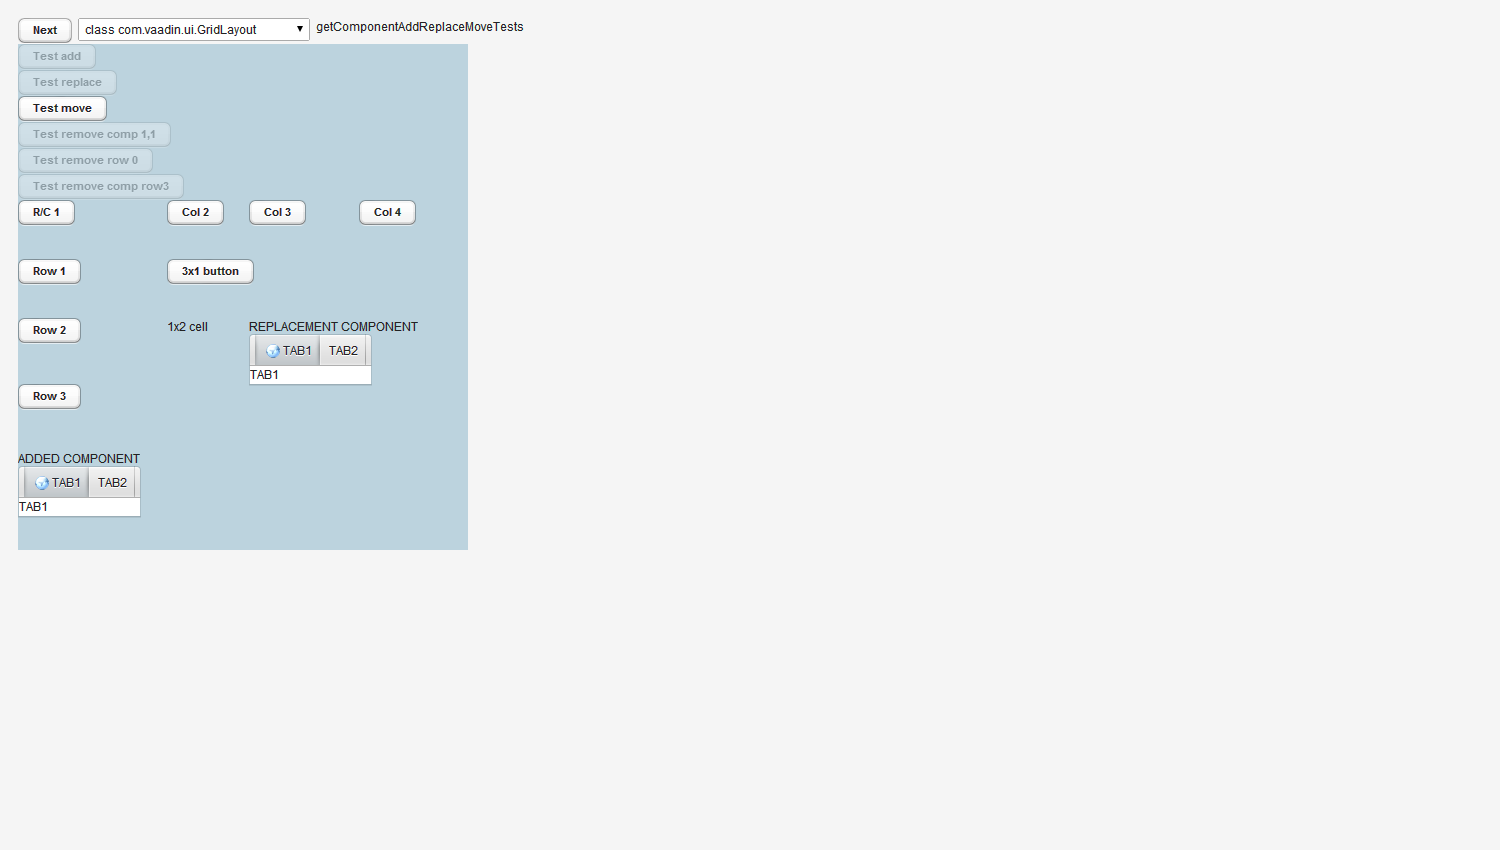 Next class com.vaadin.ui.GridLayout getComponentAddReplaceMoveTests
Test add
Test replace
Test move
Test remove comp 1,1
Test remove row 0
Test remove comp row3
R/C 1 Col 2 Col 3 Col 4
Row 1 3x1 button
Row 2 1x2 cell REPLACEMENT COMPONENT
TAB1 TAB2
TAB1
Row 3
ADDED COMPONENT
TAB1 TAB2
TAB1